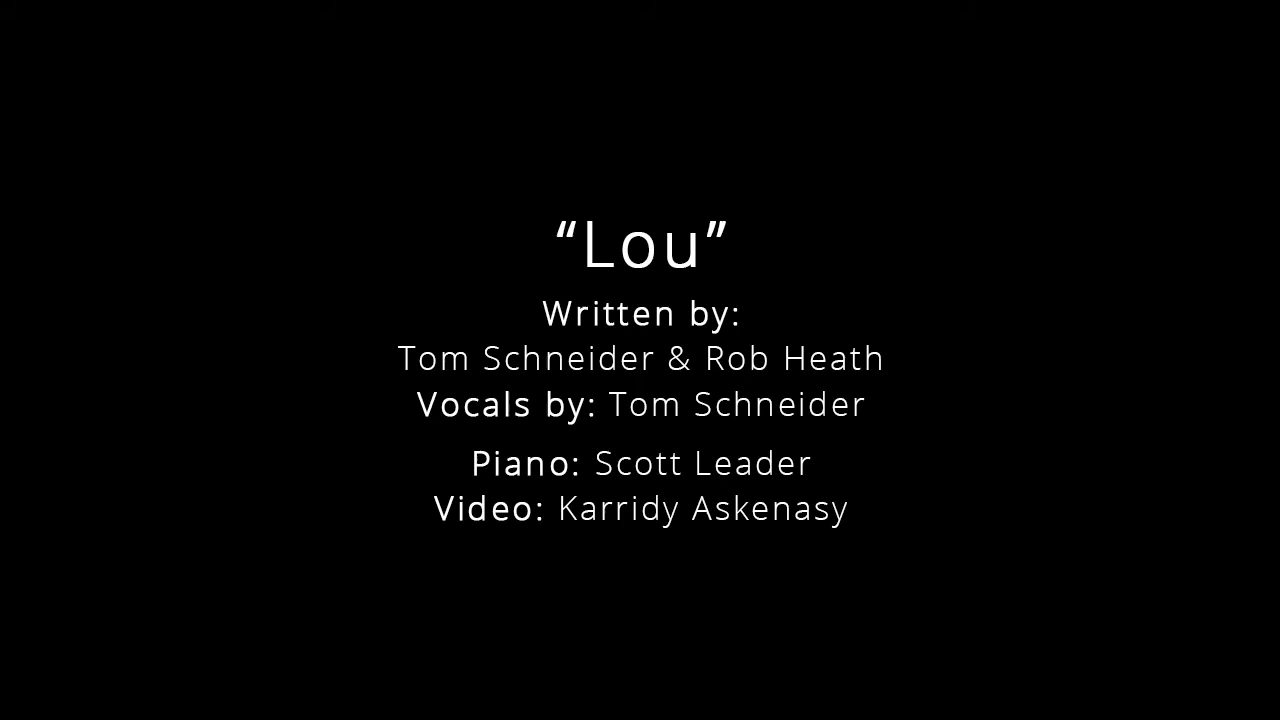 “Lou”
Written by:
Tom Schneider & Rob Heath
Vocals by: Tom Schneider
Piano: Scott Leader
Video: Karridy Askenasy